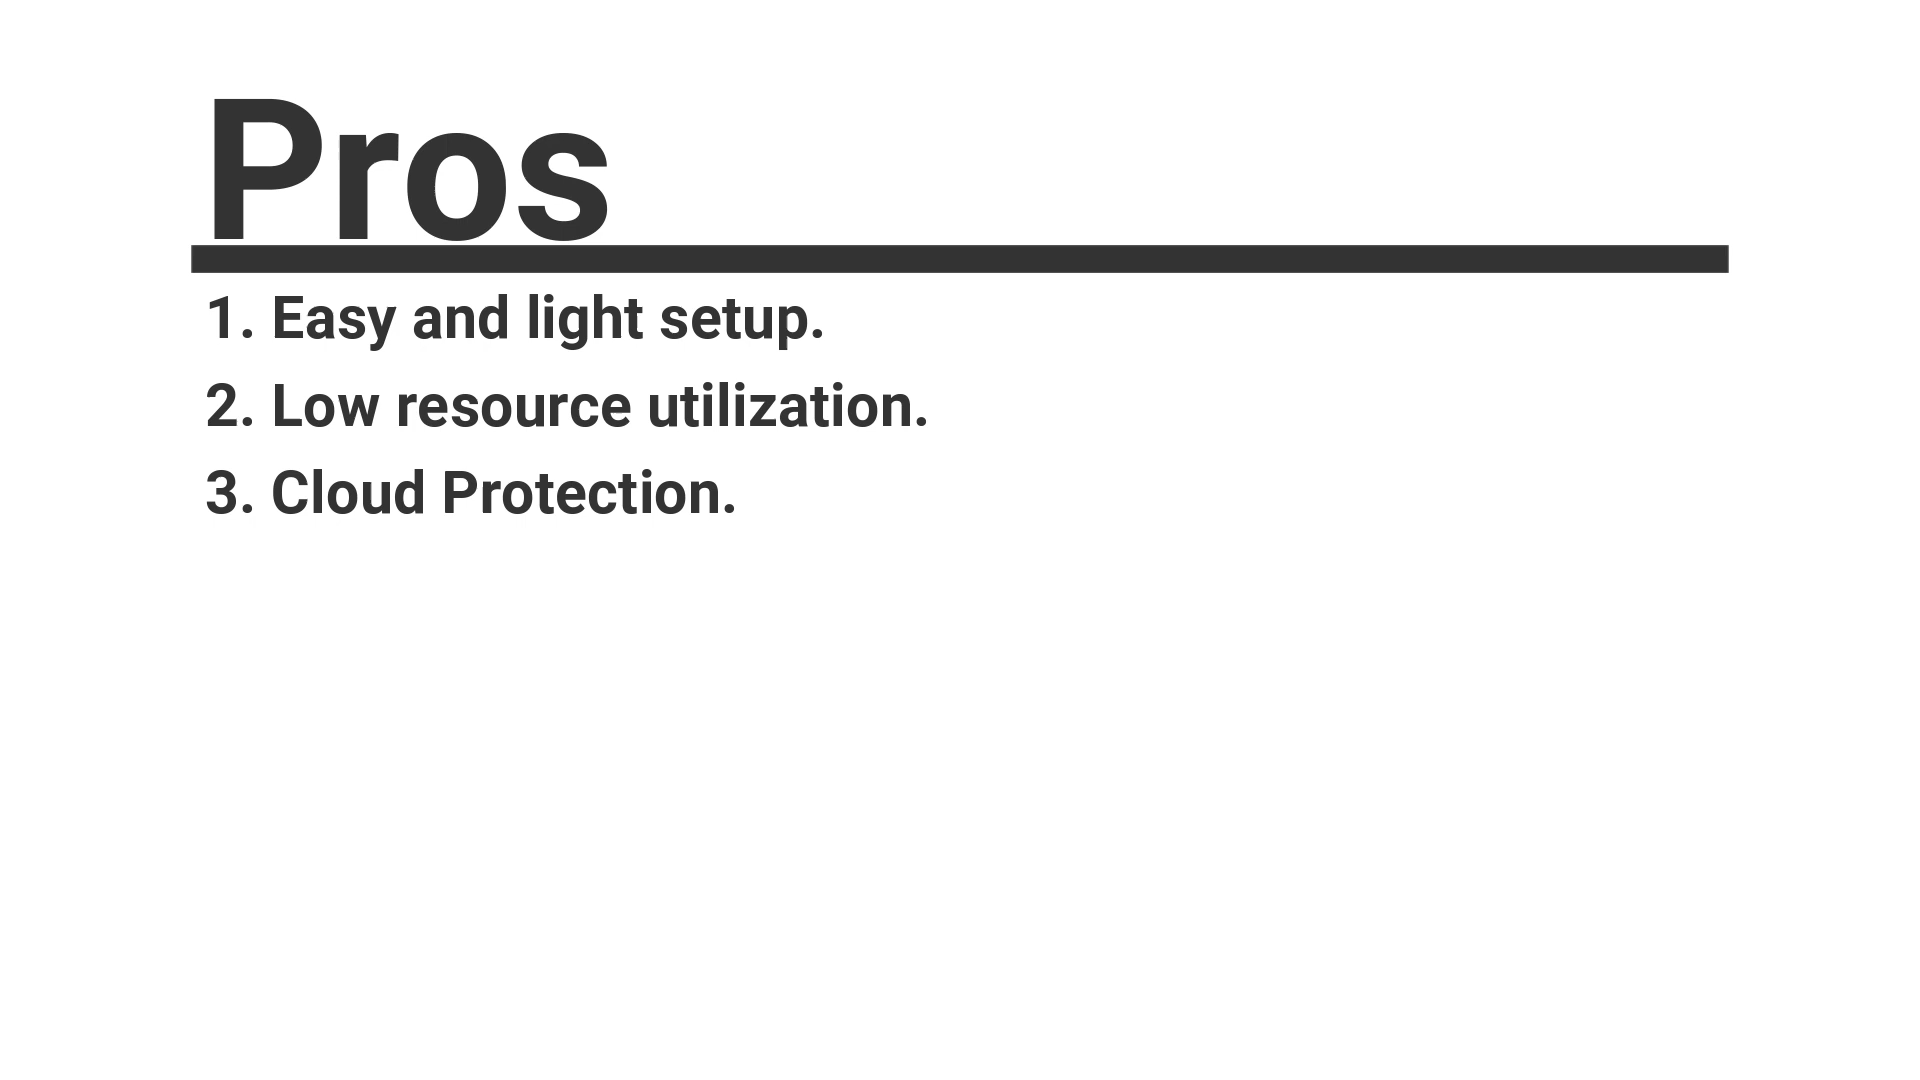 Pros
1. Easy and light setup.
2. Low resource utilization.
3. Cloud Protection.